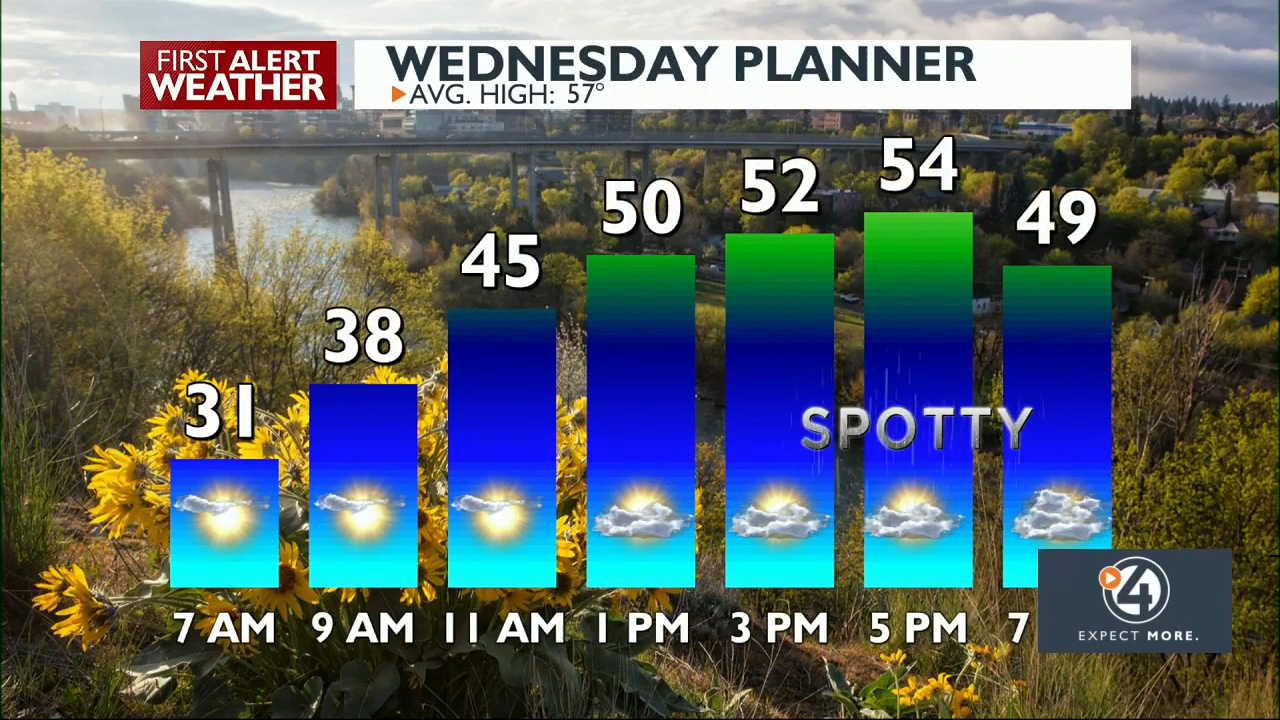 FIRST ALERT
WEATHER
WEDNESDAY PLANNER
AVG. HIGH: 57°
31
38
45
50
52
54
49
SPOTTY
7 AM
9 AM
11 AM
1 PM
3 PM
5 PM
7
4
EXPECT MORE.